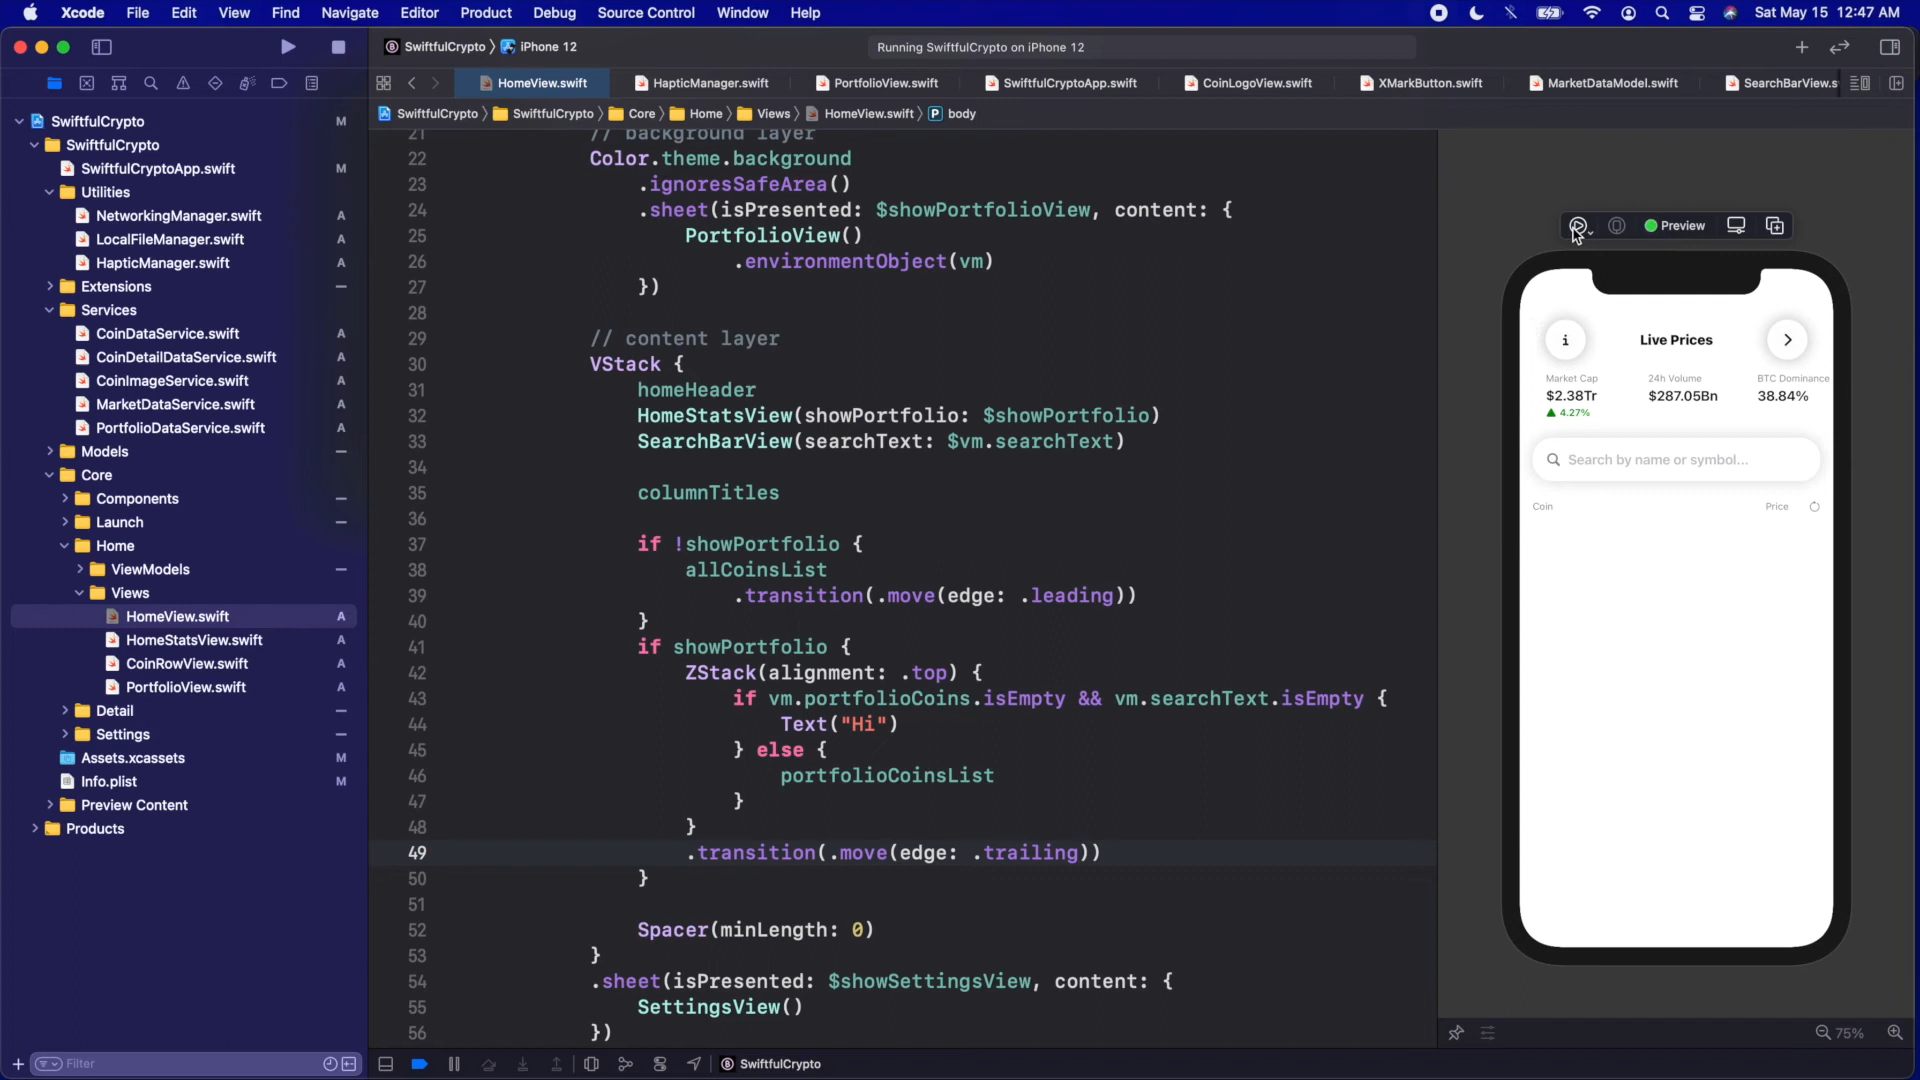 Xcode File Edit View Find Navigate Editor Product Debug Source Control Window Help Sat May 15 12:47 AM
SwiftfulCrypto iPhone 12 Running SwiftfulCrypto on iPhone 12
HomeView.swift HapticManager.swift PortfolioView.swift SwiftfulCryptoApp.swift CoinLogoView.swift XMarkButton.swift MarketDataModel.swift SearchBarView.s
SwiftfulCrypto SwiftfulCrypto Core Home Views HomeView.swift P body
SwiftfulCrypto M
SwiftfulCrypto
SwiftfulCryptoApp.swift M
Utilities
NetworkingManager.swift A
LocalFileManager.swift A
HapticManager.swift A
Extensions
Services
CoinDataService.swift A
CoinDetailDataService.swift A
CoinImageService.swift A
MarketDataService.swift A
PortfolioDataService.swift A
Models
Core
Components
Launch
Home
ViewModels
Views
HomeView.swift A
HomeStatsView.swift A
CoinRowView.swift A
PortfolioView.swift A
Detail
Settings
Assets.xcassets M
Info.plist M
Preview Content
Products
Filter
21 // background layer
22 Color.theme.background
23 .ignoresSafeArea()
24 .sheet(isPresented: $showPortfolioView, content: {
25 PortfolioView()
26 .environmentObject(vm)
27 })
28
29 // content layer
30 VStack {
31 homeHeader
32 HomeStatsView(showPortfolio: $showPortfolio)
33 SearchBarView(searchText: $vm.searchText)
34
35 columnTitles
36
37 if !showPortfolio {
38 allCoinsList
39 .transition(.move(edge: .leading))
40 }
41 if showPortfolio {
42 ZStack(alignment: .top) {
43 if vm.portfolioCoins.isEmpty && vm.searchText.isEmpty {
44 Text("Hi")
45 } else {
46 portfolioCoinsList
47 }
48 }
49 .transition(.move(edge: .trailing))
50 }
51
52 Spacer(minLength: 0)
53 }
54 .sheet(isPresented: $showSettingsView, content: {
55 SettingsView()
56 })
SwiftfulCrypto
Preview
i Live Prices
Market Cap 24h Volume BTC Dominance
$2.38Tr $287.05Bn 38.84%
4.27%
Search by name or symbol...
Coin Price
75%